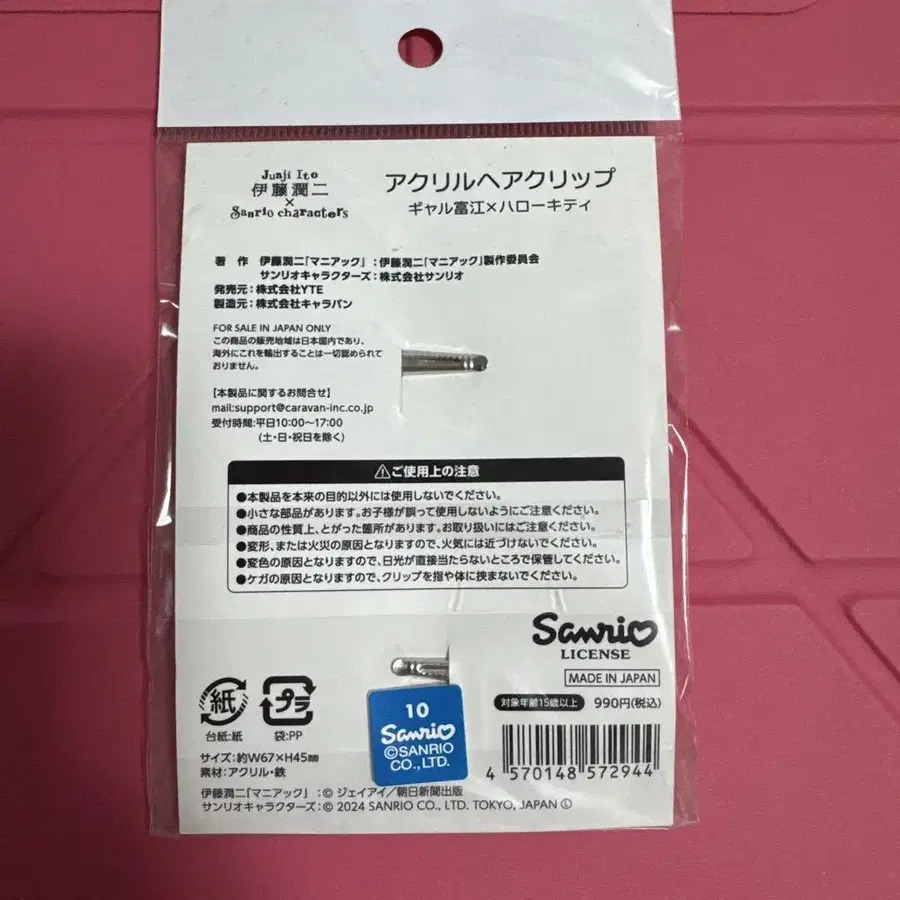 Junji Ito
伊藤潤二
×
Sanrio characters
アクリルヘアクリップ
ギャル富江×ハローキティ
著 作 伊藤潤二「マニアック」:伊藤潤二「マニアック」製作委員会
サンリオキャラクターズ:株式会社サンリオ
発売元:株式会社YTE
製造元:株式会社キャラバン
FOR SALE IN JAPAN ONLY
この商品の販売地域は日本国内であり、
海外にこれを輸出することは一切認められて
おりません。
【本製品に関するお問合せ】
mail:support@caravan-inc.co.jp
受付時間:平日10:00～17:00
(土・日・祝日を除く)
⚠ご使用上の注意
●本製品を本来の目的以外には使用しないでください。
●小さな部品があります。お子様が誤って使用しないようにご注意ください。
●商品の性質上、とがった箇所があります。お取り扱いにはご注意ください。
●変形、または火災の原因となりますので、火気には近づけないでください。
●変色の原因となりますので、日光が直接当たらないところで保管してください。
●ケガの原因となりますので、クリップを指や体に挟まないでください。
Sanrio
LICENSE
MADE IN JAPAN
対象年齢15歳以上 990円(税込)
紙 プラ
台紙:紙 袋:PP
10
Sanrio
©SANRIO
CO.,LTD.
4 570148 572944
サイズ:約W67×H45㎜
素材:アクリル・鉄
伊藤潤二「マニアック」:© ジェイアイ/朝日新聞出版
サンリオキャラクターズ:© 2024 SANRIO CO., LTD. TOKYO, JAPAN Ⓛ